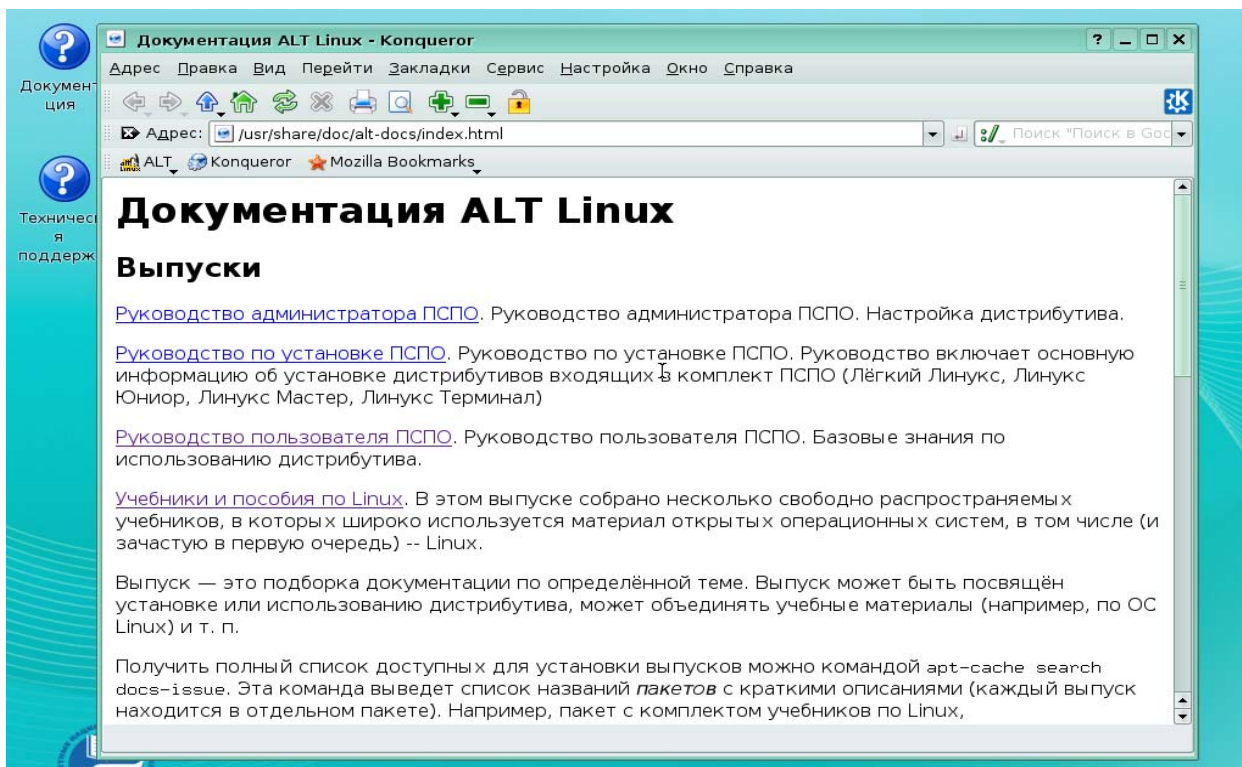 Документация ALT Linux - Konqueror
Адрес Правка Вид Перейти Закладки Сервис Настройка Окно Справка
Адрес: /usr/share/doc/alt-docs/index.html
Поиск "Поиск в Goo
ALT Konqueror Mozilla Bookmarks
Докумен
ция
Техничес
я
поддерж
Документация ALT Linux
Выпуски
Руководство администратора ПСПО. Руководство администратора ПСПО. Настройка дистрибутива.
Руководство по установке ПСПО. Руководство по установке ПСПО. Руководство включает основную
информацию об установке дистрибутивов входящих в комплект ПСПО (Лёгкий Линукс, Линукс
Юниор, Линукс Мастер, Линукс Терминал)
Руководство пользователя ПСПО. Руководство пользователя ПСПО. Базовые знания по
использованию дистрибутива.
Учебники и пособия по Linux. В этом выпуске собрано несколько свободно распространяемых
учебников, в которых широко используется материал открытых операционных систем, в том числе (и
зачастую в первую очередь) -- Linux.
Выпуск — это подборка документации по определённой теме. Выпуск может быть посвящён
установке или использованию дистрибутива, может объединять учебные материалы (например, по ОС
Linux) и т. п.
Получить полный список доступных для установки выпусков можно командой apt-cache search
docs-issue. Эта команда выведет список названий пакетов с краткими описаниями (каждый выпуск
находится в отдельном пакете). Например, пакет с комплектом учебников по Linux,